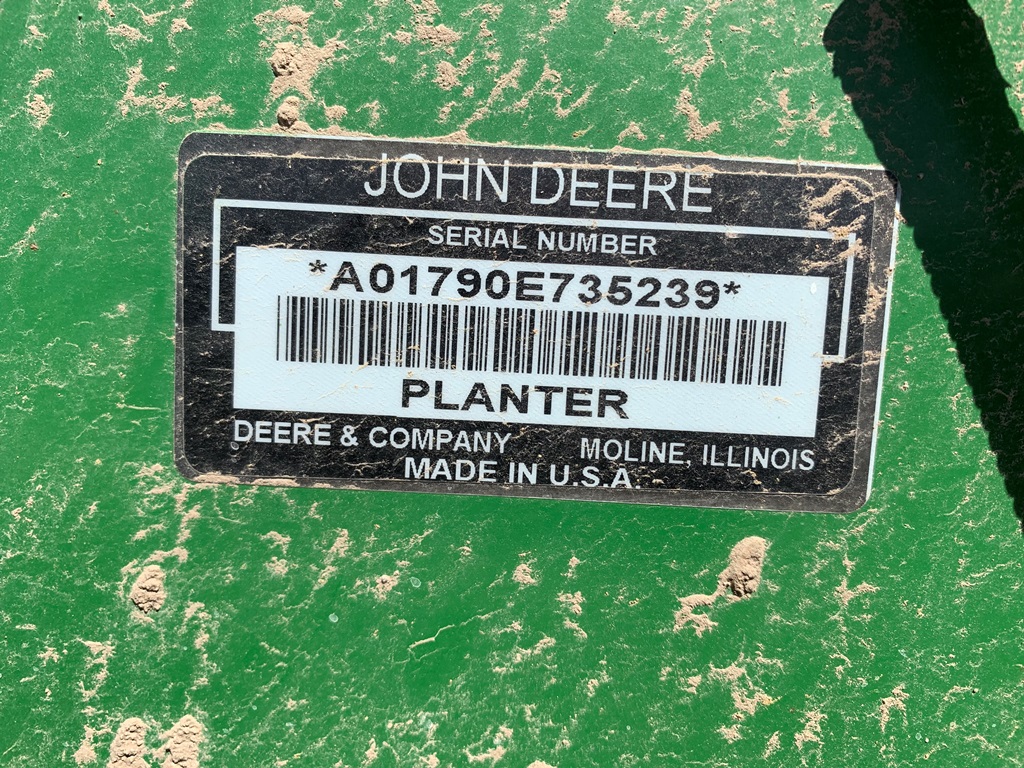 JOHN DEERE
SERIAL NUMBER
*A01790E735239*
PLANTER
DEERE & COMPANY MOLINE, ILLINOIS
MADE IN U.S.A.